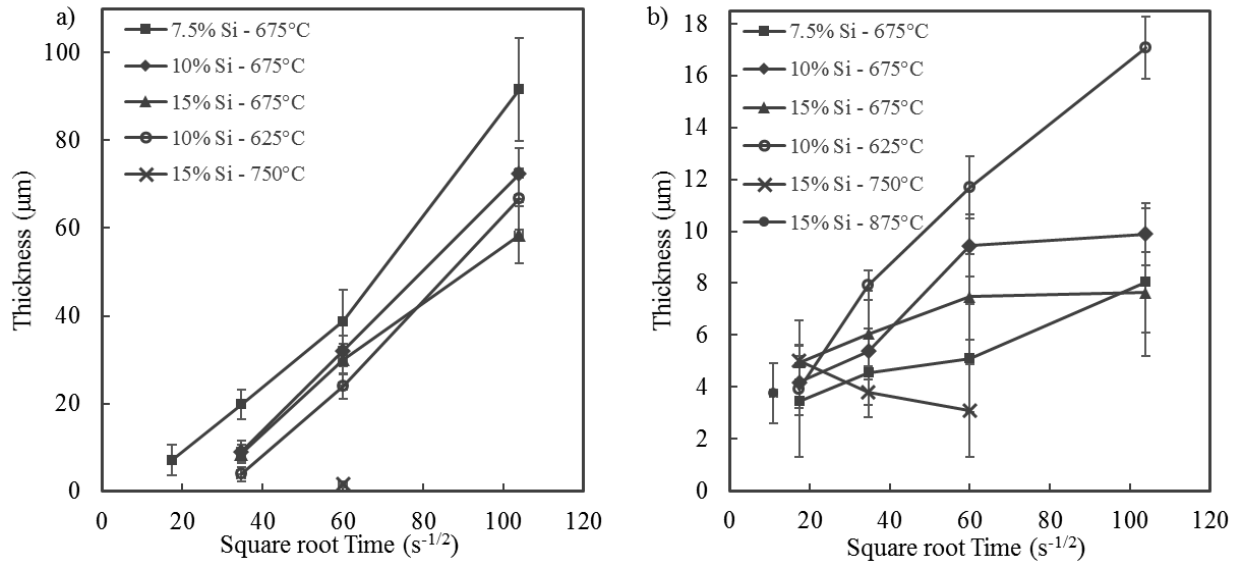 a)
7.5% Si - 675°C
10% Si - 675°C
15% Si - 675°C
10% Si - 625°C
15% Si - 750°C
100
80
60
40
20
0
0 20 40 60 80 100 120
Thickness (µm)
Square root Time (s-1/2)
b)
7.5% Si - 675°C
10% Si - 675°C
15% Si - 675°C
10% Si - 625°C
15% Si - 750°C
15% Si - 875°C
18
16
14
12
10
8
6
4
2
0
0 20 40 60 80 100 120
Thickness (µm)
Square root Time (s-1/2)